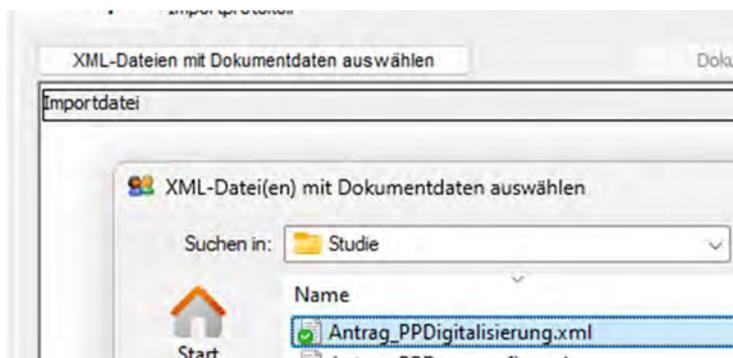 Importprotokoll
XML-Dateien mit Dokumentdaten auswählen
Importdatei
XML-Datei(en) mit Dokumentdaten auswählen
Suchen in: Studie
Name
Antrag_PPDigitalisierung.xml
Start